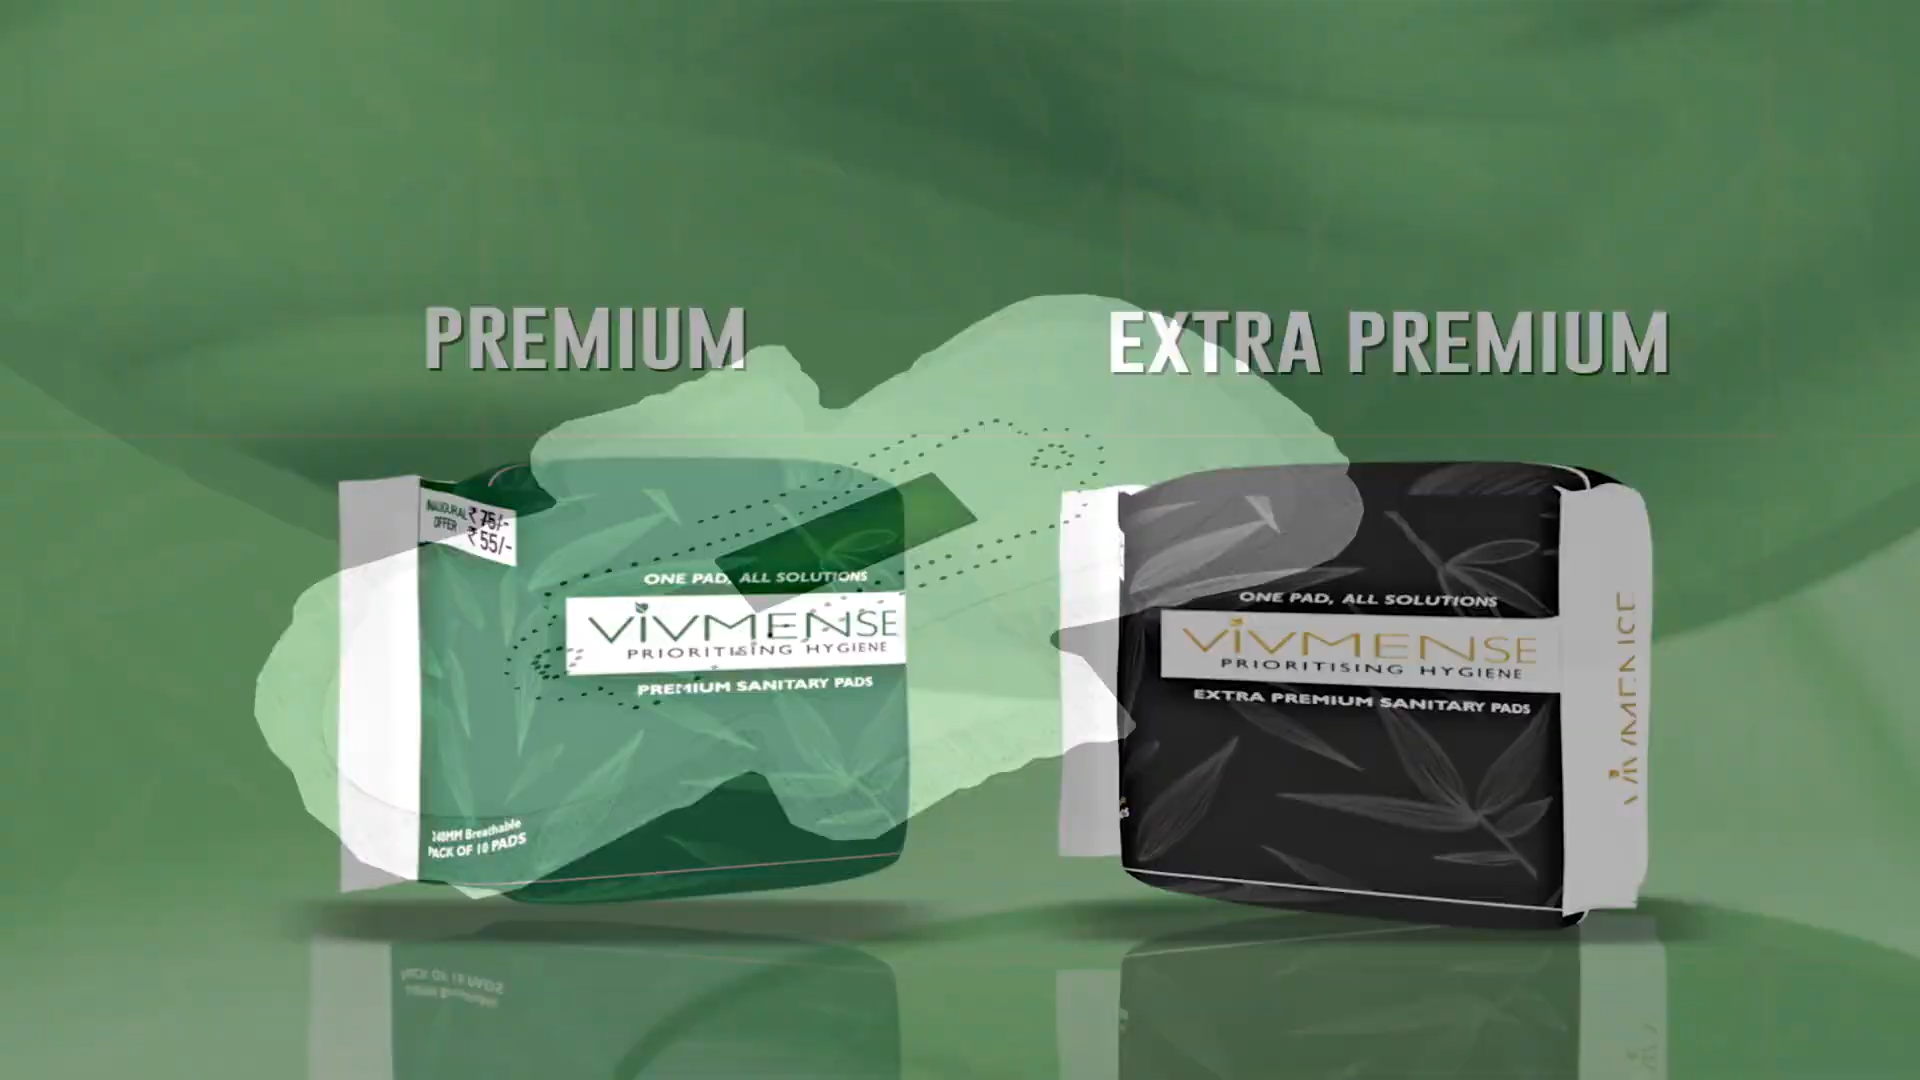 PREMIUM
EXTRA PREMIUM
INAUGURAL OFFER
₹ 75/-
₹ 55/-
ONE PAD, ALL SOLUTIONS
VIVMENSE
PRIORITISING HYGIENE
PREMIUM SANITARY PADS
240MM Breathable
PACK OF 10 PADS
ONE PAD, ALL SOLUTIONS
VIVMENSE
PRIORITISING HYGIENE
EXTRA PREMIUM SANITARY PADS